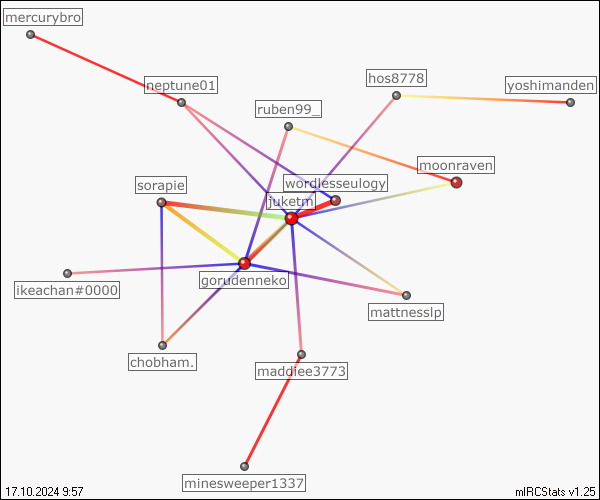 mercurybro
neptune01
hos8778
yoshimanden
ruben99_
moonraven
wordlesseulogy
sorapie
juketm
gorudenneko
ikeachan#0000
mattnesslp
chobham.
maddiee3773
minesweeper1337
17.10.2024 9:57
mIRCStats v1.25